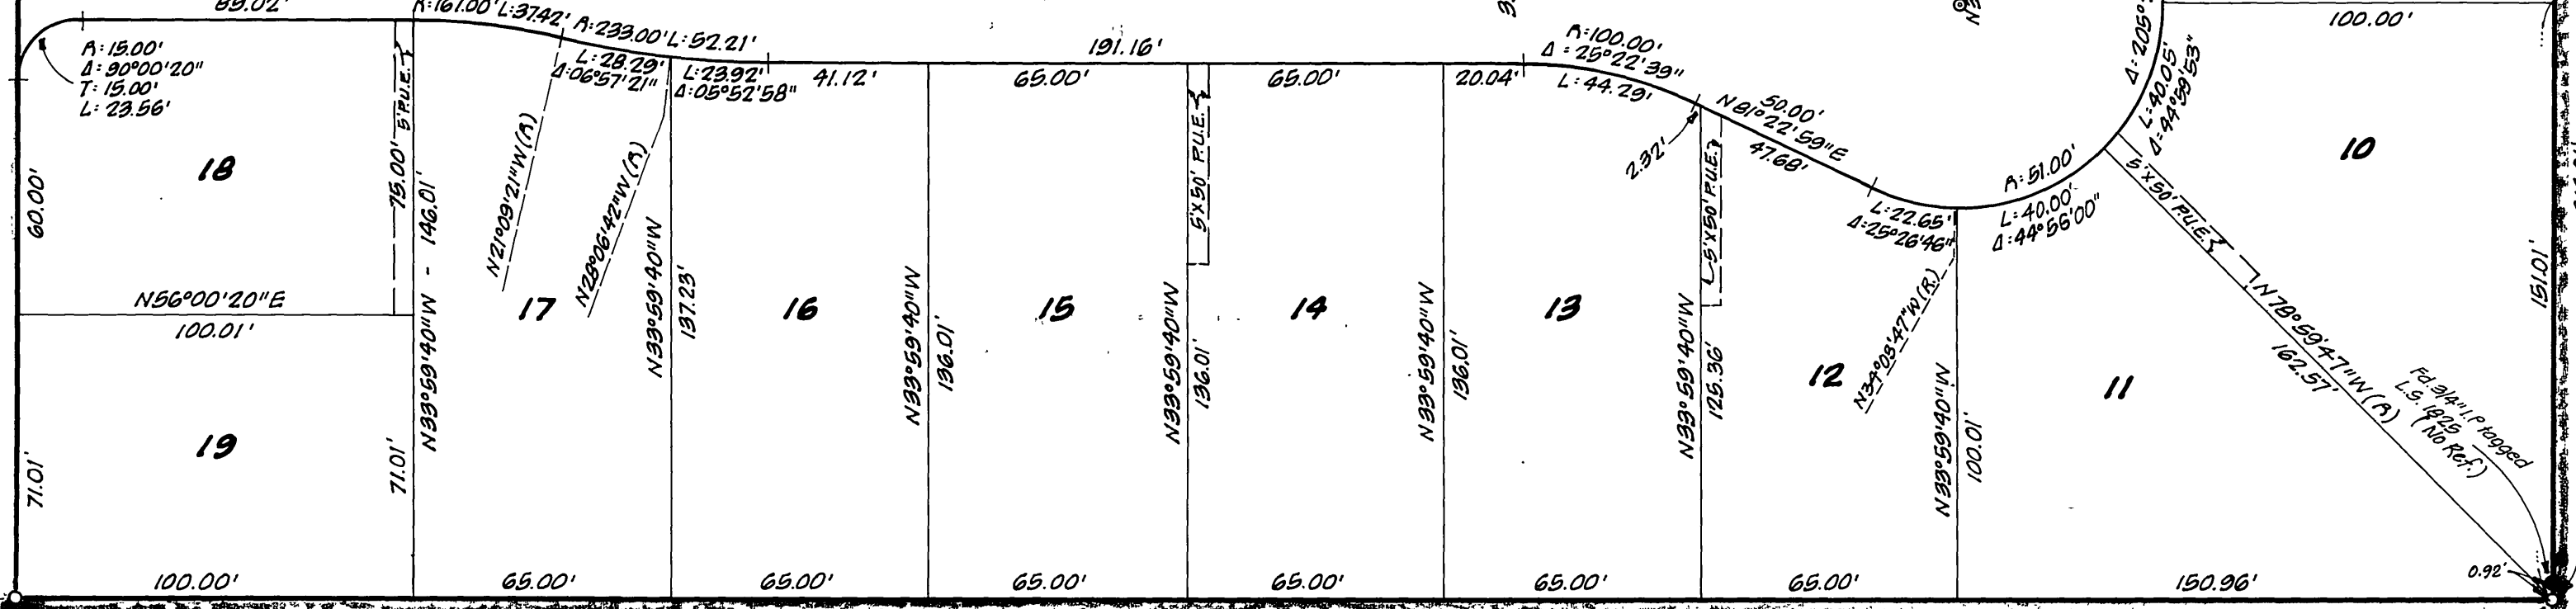 89.02'
R=161.00' L:37.42'
R:233.00' L:52.21'
191.16'
100.00'
R:15.00'
Δ:90°00'20"
T:15.00'
L:23.56'
L:28.29'
Δ:06°57'21"
L:23.92'
Δ:05°52'58"
41.12'
65.00'
65.00'
20.04'
R:100.00'
Δ=25°22'39"
L:44.29'
2.32'
50.00'
N81°22'59"E
47.68'
L:22.65'
Δ:25°26'46"
R:51.00'
L:40.00'
Δ:44°56'00"
L:40.05'
Δ:44°59'53"
Δ:205°
5' P.U.E.
75.00'
60.00'
18
N33°59'40"W - 146.01'
N21°09'21"W(R)
N28°06'42"W(R)
N33°59'40"W
137.23'
5'X50' P.U.E.
5'X50' P.U.E.
5'X50' P.U.E.
10
151.01'
N56°00'20"E
100.01'
17
16
15
14
13
12
11
N33°59'40"W
136.01'
N33°59'40"W
136.01'
N33°59'40"W
136.01'
N33°59'40"W
125.36'
N34°03'47"W(R.)
N33°59'40"W
100.01'
N78°59'47"W(R)
162.57'
Fd. 3/4" I.P tagged
L.S. 1825
(No Ref.)
19
71.01'
71.01'
100.00'
65.00'
65.00'
65.00'
65.00'
65.00'
65.00'
150.96'
0.92'